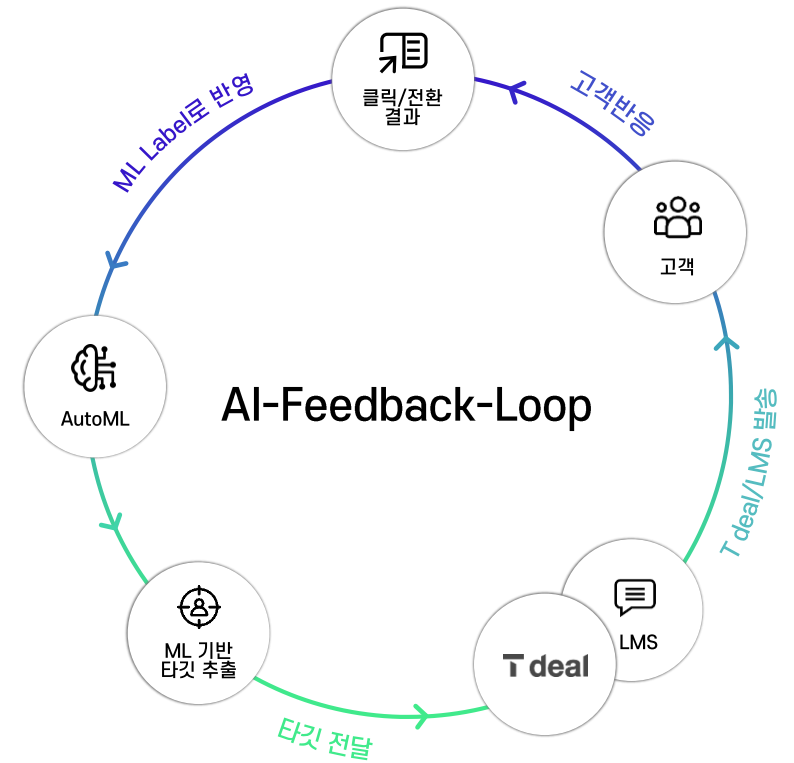 클릭/전환
결과
고객반응
ML Label로 반영
고객
AutoML
AI-Feedback-Loop
T deal/LMS 발송
LMS
T deal
ML 기반
타깃 추출
타깃 전달